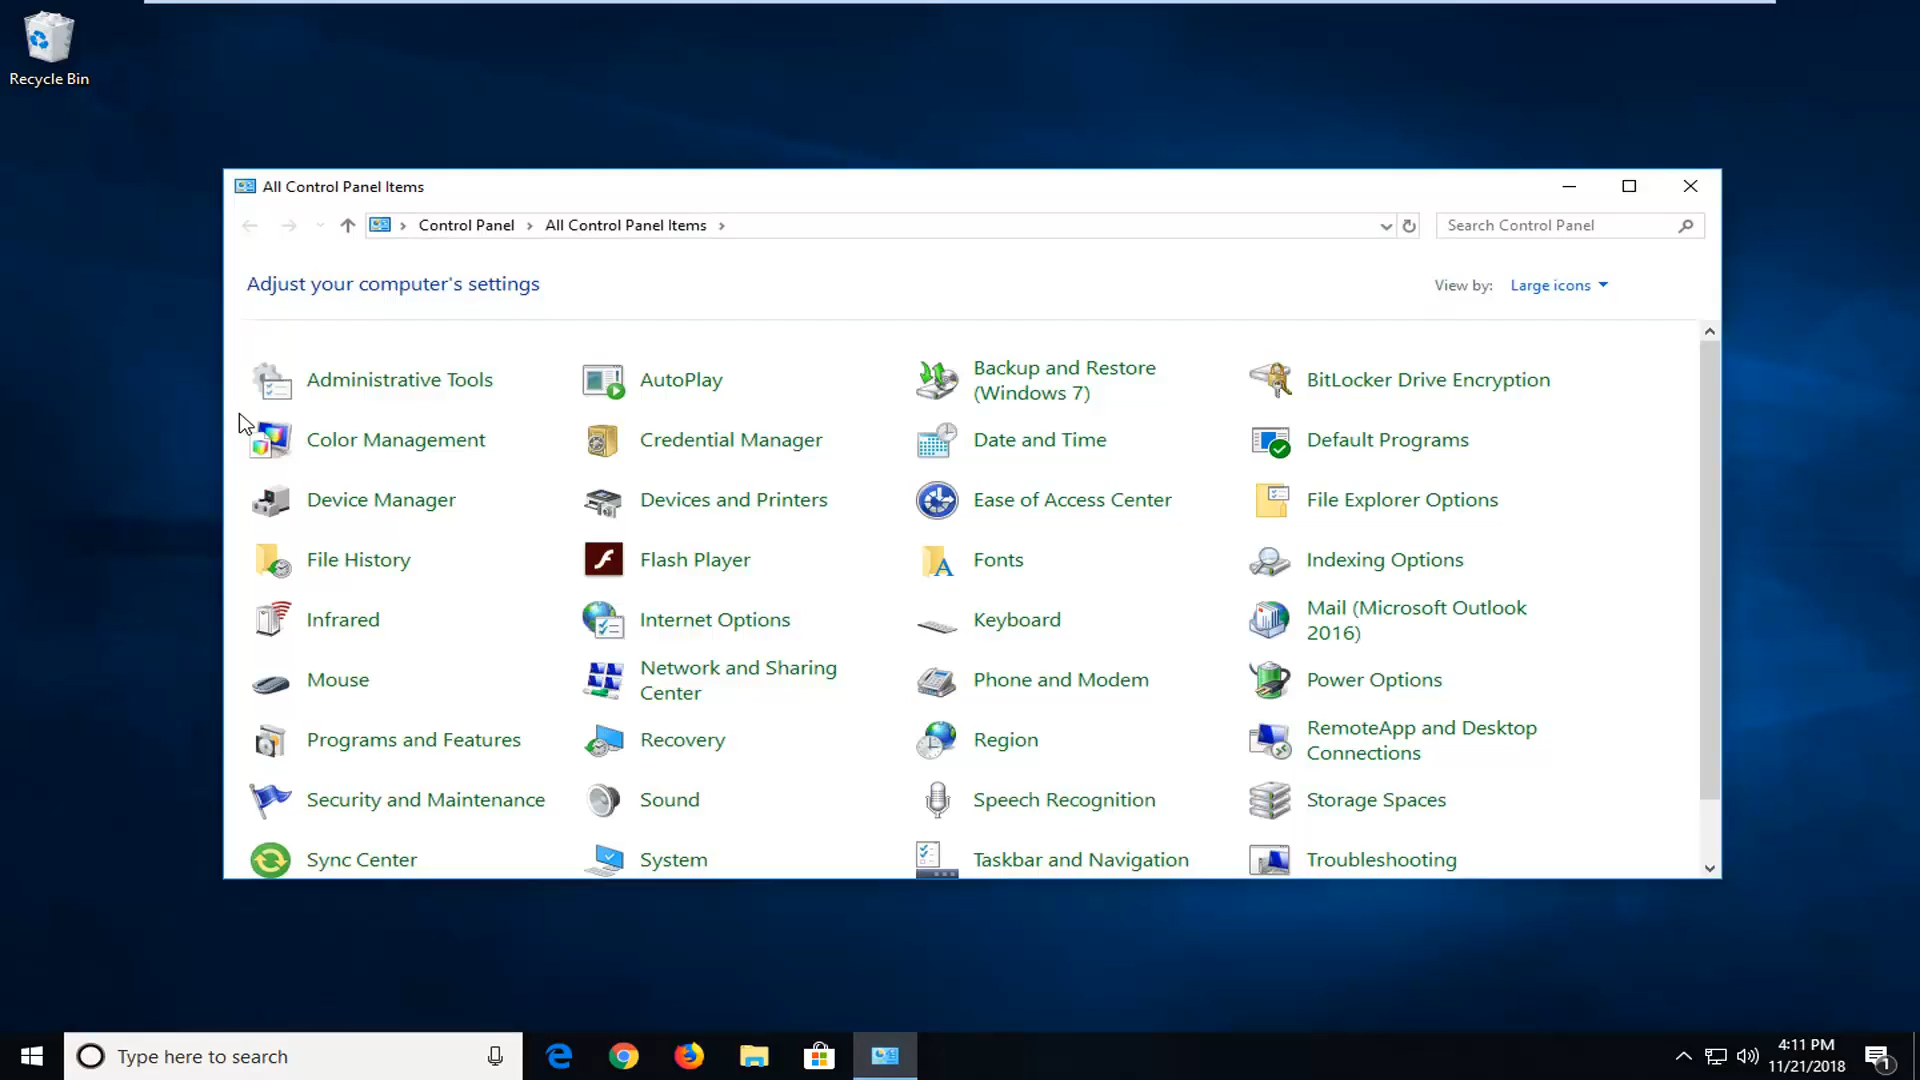 Recycle Bin
All Control Panel Items
Control Panel > All Control Panel Items >
Search Control Panel
Adjust your computer's settings
View by: Large icons
Administrative Tools
AutoPlay
Backup and Restore
(Windows 7)
BitLocker Drive Encryption
Color Management
Credential Manager
Date and Time
Default Programs
Device Manager
Devices and Printers
Ease of Access Center
File Explorer Options
File History
Flash Player
Fonts
Indexing Options
Infrared
Internet Options
Keyboard
Mail (Microsoft Outlook
2016)
Mouse
Network and Sharing
Center
Phone and Modem
Power Options
Programs and Features
Recovery
Region
RemoteApp and Desktop
Connections
Security and Maintenance
Sound
Speech Recognition
Storage Spaces
Sync Center
System
Taskbar and Navigation
Troubleshooting
Type here to search
4:11 PM
11/21/2018
1